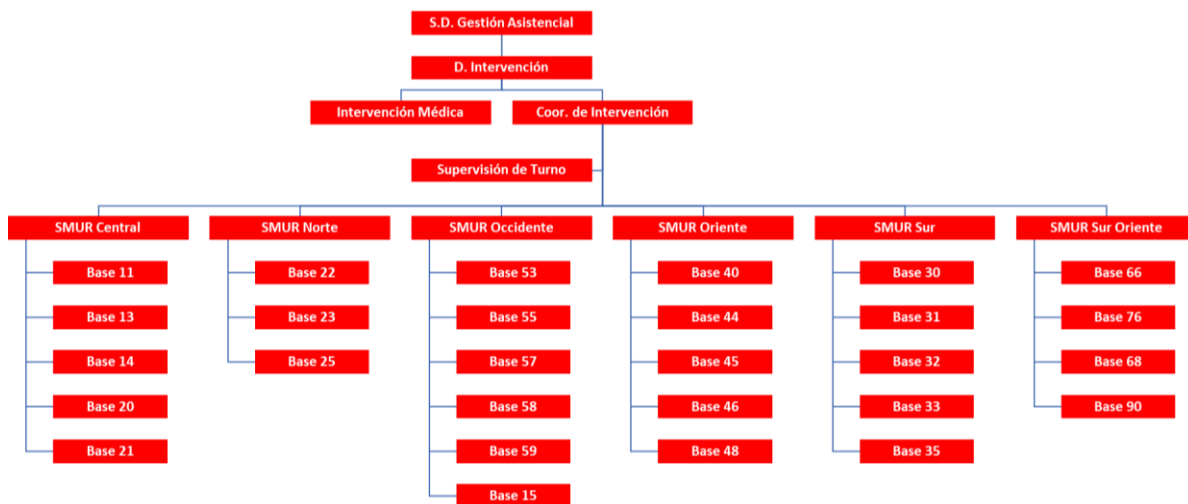 S.D. Gestión Asistencial
D. Intervención
Intervención Médica
Coor. de Intervención
Supervisión de Turno
SMUR Central
SMUR Norte
SMUR Occidente
SMUR Oriente
SMUR Sur
SMUR Sur Oriente
Base 11
Base 22
Base 53
Base 40
Base 30
Base 66
Base 13
Base 23
Base 55
Base 44
Base 31
Base 76
Base 14
Base 25
Base 57
Base 45
Base 32
Base 68
Base 20
Base 58
Base 46
Base 33
Base 90
Base 21
Base 59
Base 48
Base 35
Base 15